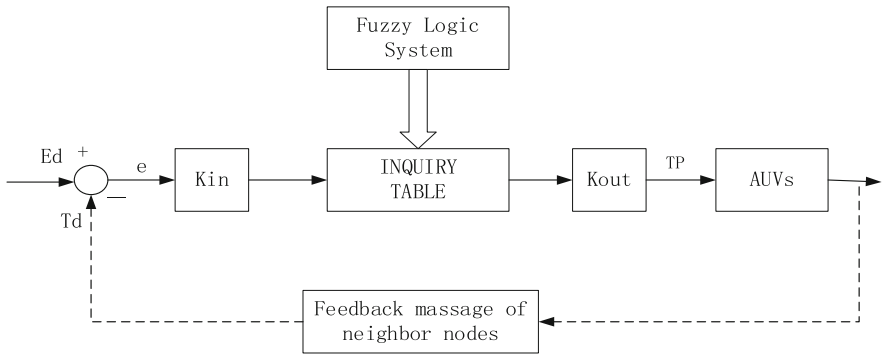 Fuzzy Logic
System
Ed
+
e
Kin
INQUIRY
TABLE
Kout
TP
AUVs
—
Td
Feedback massage of
neighbor nodes